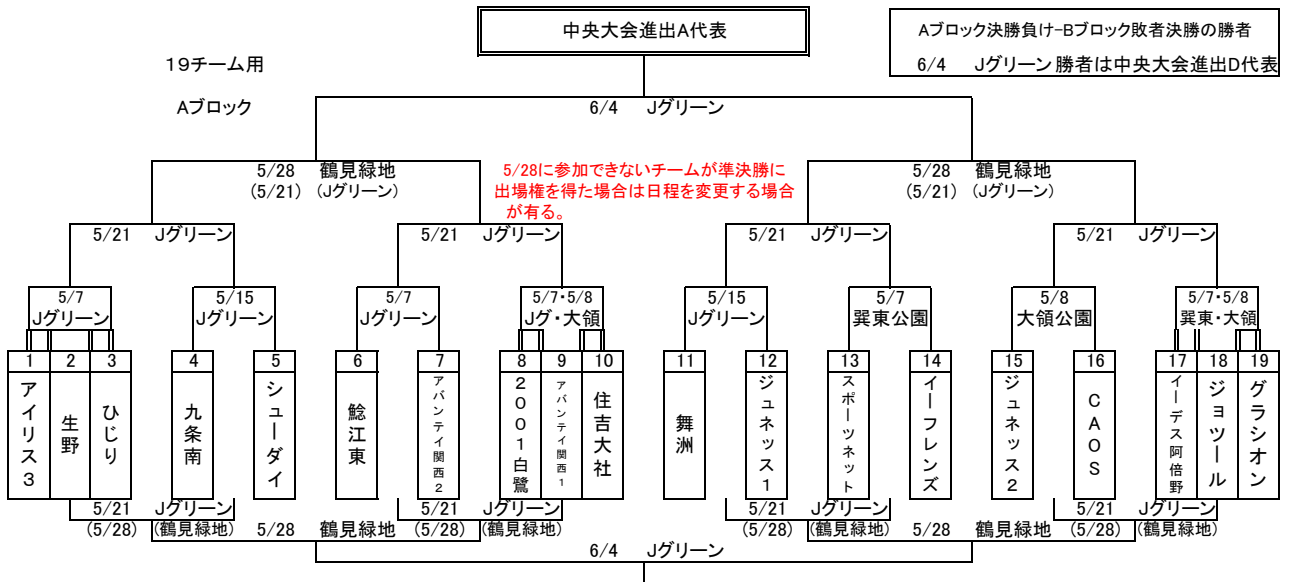 中央大会進出A代表
Aブロック決勝負け-Bブロック敗者決勝の勝者
6/4 Jグリーン 勝者は中央大会進出D代表
19チーム用
Aブロック
6/4 Jグリーン
5/28 鶴見緑地
(5/21) (Jグリーン)
5/28に参加できないチームが準決勝に
出場権を得た場合は日程を変更する場合
が有る。
5/28 鶴見緑地
(5/21) (Jグリーン)
5/21 Jグリーン
5/21 Jグリーン
5/21 Jグリーン
5/21 Jグリーン
5/7
Jグリーン
5/15
Jグリーン
5/7
Jグリーン
5/7・5/8
Jグ・大領
5/15
Jグリーン
5/7
巽東公園
5/8
大領公園
5/7・5/8
巽東・大領
1
アイリス3
2
生野
3
ひじり
4
九条南
5
シューダイ
6
鯰江東
7
アバンティ関西2
8
2001白鷺
9
アバンティ関西1
10
住吉大社
11
舞洲
12
ジュネッス1
13
スポーツネット
14
イーフレンズ
15
ジュネッス2
16
CAOS
17
イーデス阿倍野
18
ジョツール
19
グラシオン
5/21 Jグリーン
(5/28) (鶴見緑地)
5/28 鶴見緑地
5/21 Jグリーン
(5/28) (鶴見緑地)
5/21 Jグリーン
(5/28) (鶴見緑地)
5/28 鶴見緑地
5/21 Jグリーン
(5/28) (鶴見緑地)
6/4 Jグリーン